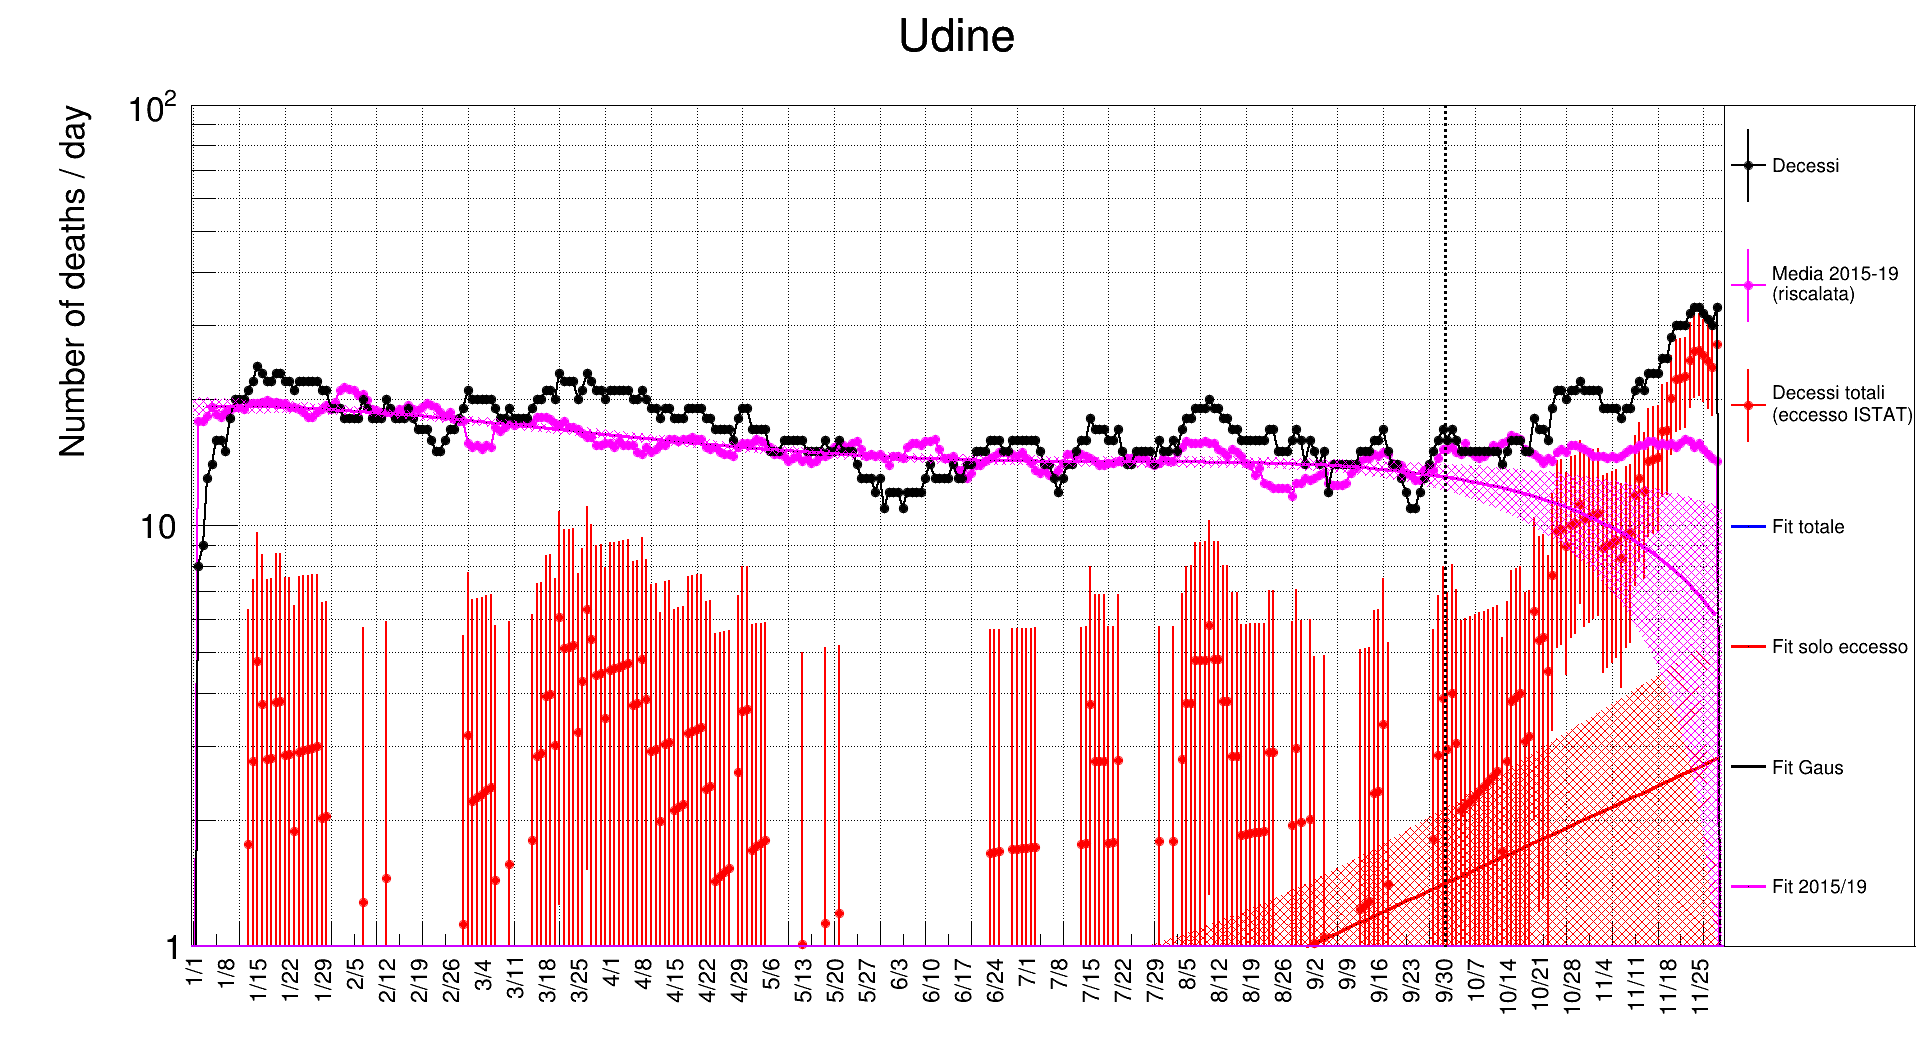 Udine
Number of deaths / day
10²
10
1
1/1 1/8 1/15 1/22 1/29 2/5 2/12 2/19 2/26 3/4 3/11 3/18 3/25 4/1 4/8 4/15 4/22 4/29 5/6 5/13 5/20 5/27 6/3 6/10 6/17 6/24 7/1 7/8 7/15 7/22 7/29 8/5 8/12 8/19 8/26 9/2 9/9 9/16 9/23 9/30 10/7 10/14 10/21 10/28 11/4 11/11 11/18 11/25
Decessi
Media 2015-19
(riscalata)
Decessi totali
(eccesso ISTAT)
Fit totale
Fit solo eccesso
Fit Gaus
Fit 2015/19